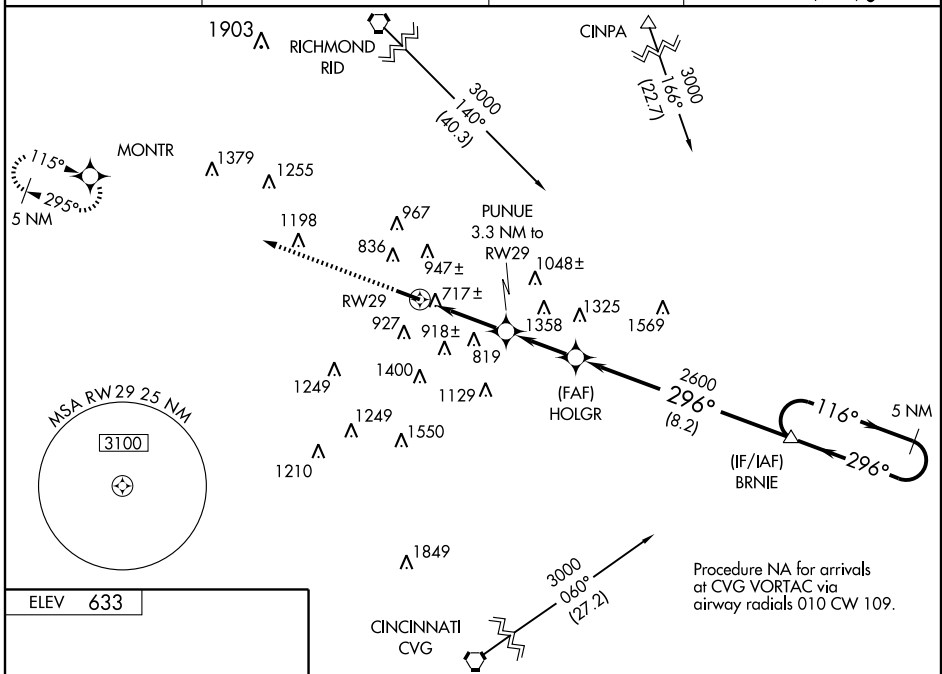 1903
RICHMOND
RID
3000
140°
(40.3)
CINPA
3000
166°
(22.7)
MONTR
115°
295°
5 NM
1379
1255
1198
967
836
947±
PUNUE
3.3 NM to
RW29
1048±
RW29
717±
1358
1325
1569
927
918±
819
1249
1400
1129
(FAF)
HOLGR
2600
296°
(8.2)
116°
5 NM
296°
(IF/IAF)
BRNIE
MSA RW29 25 NM
3100
1249
1550
1210
1849
3000
060°
(27.2)
CINCINNATI
CVG
Procedure NA for arrivals
at CVG VORTAC via
airway radials 010 CW 109.
ELEV 633